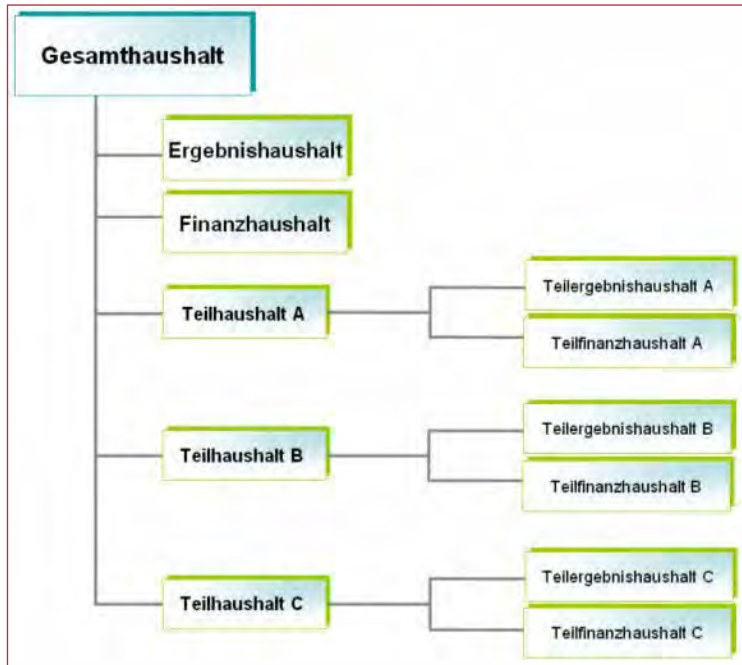 Gesamthaushalt
Ergebnishaushalt
Finanzhaushalt
Teilhaushalt A
Teilergebnishaushalt A
Teilfinanzhaushalt A
Teilhaushalt B
Teilergebnishaushalt B
Teilfinanzhaushalt B
Teilhaushalt C
Teilergebnishaushalt C
Teilfinanzhaushalt C